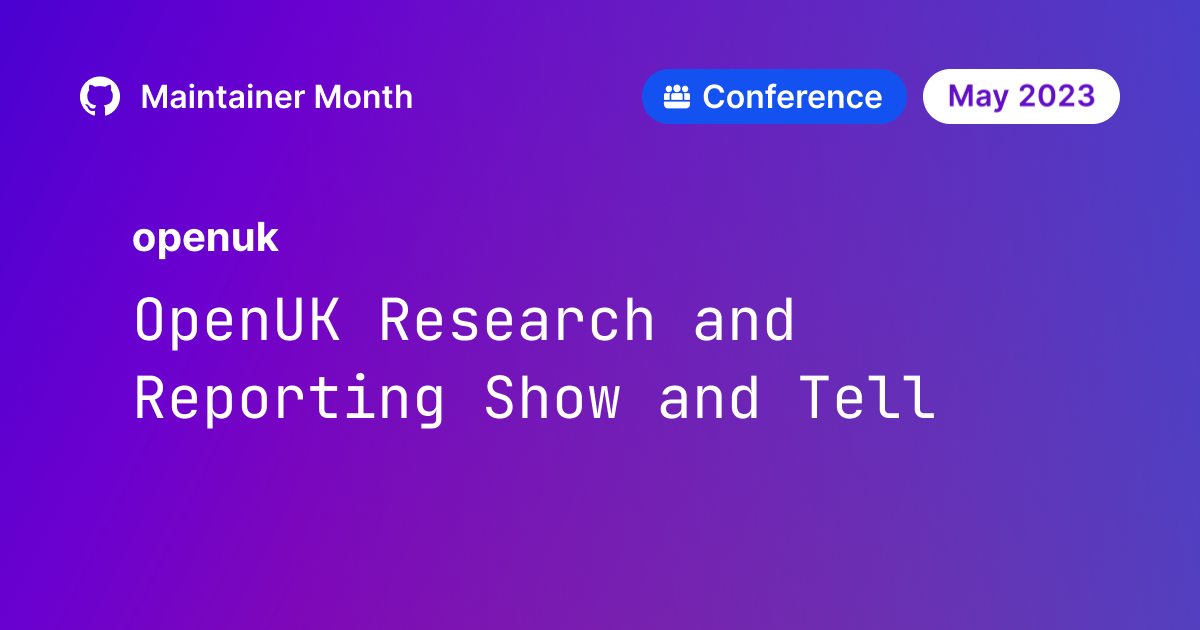 Maintainer Month
Conference
May 2023
openuk
OpenUK Research and
Reporting Show and Tell